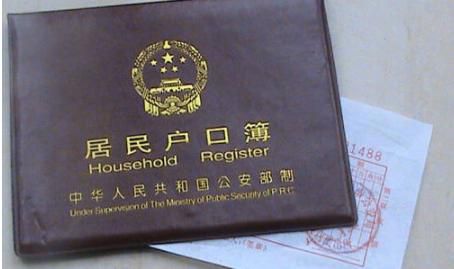 居民户口簿
Household Register
中华人民共和国公安部制
Under Supervision of The Ministry of Public Security of P.R.C
1488